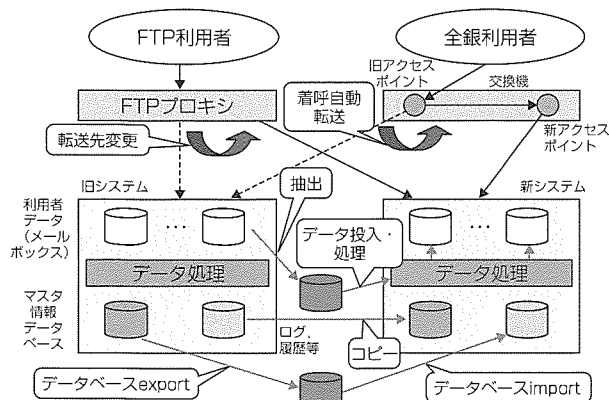 FTP利用者
全銀利用者
旧アクセス
ポイント
交換機
FTPプロキシ
着呼自動
転送
転送先変更
新アクセス
ポイント
旧システム
抽出
新システム
利用者
データ
(メール
ボックス)
…
…
データ投入・
処理
データ処理
データ処理
マスタ
情報
データ
ベース
ログ,
履歴等
コピー
データベースexport
データベースimport